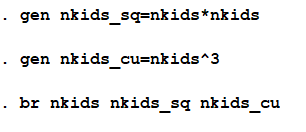 . gen nkids_sq=nkids*nkids
. gen nkids_cu=nkids^3
. br nkids nkids_sq nkids_cu